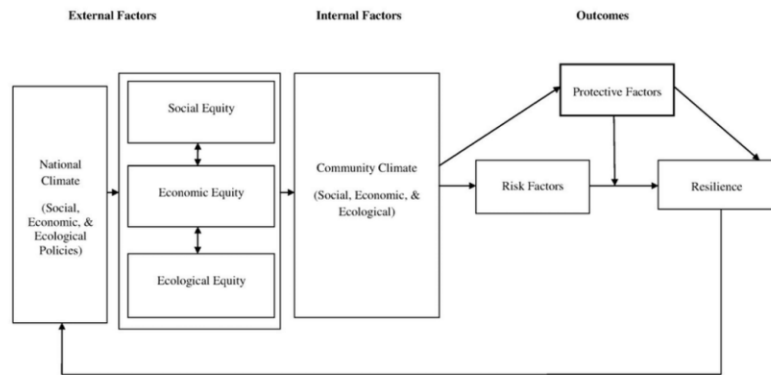 External Factors
Internal Factors
Outcomes
National
Climate
(Social,
Economic, &
Ecological
Policies)
Social Equity
Economic Equity
Ecological Equity
Community Climate
(Social, Economic, &
Ecological)
Protective Factors
Risk Factors
Resilience